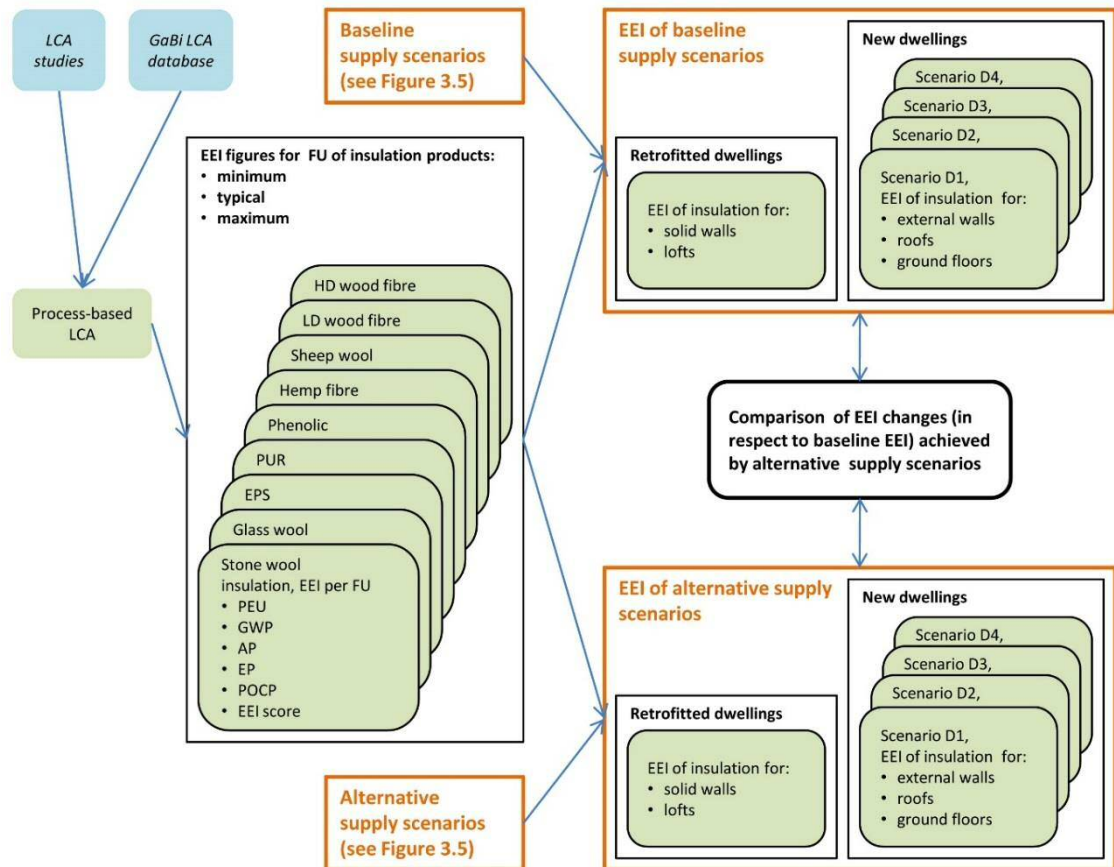 LCA
studies
GaBi LCA
database
Process-based
LCA
EEI figures for FU of insulation products:
• minimum
• typical
• maximum
HD wood fibre
LD wood fibre
Sheep wool
Hemp fibre
Phenolic
PUR
EPS
Glass wool
Stone wool
insulation, EEI per FU
• PEU
• GWP
• AP
• EP
• POCP
• EEI score
Baseline
supply scenarios
(see Figure 3.5)
EEI of baseline
supply scenarios
Retrofitted dwellings
EEI of insulation for:
• solid walls
• lofts
New dwellings
Scenario D4,
Scenario D3,
Scenario D2,
Scenario D1,
EEI of insulation for:
• external walls
• roofs
• ground floors
Comparison of EEI changes (in
respect to baseline EEI) achieved
by alternative supply scenarios
Alternative
supply scenarios
(see Figure 3.5)
EEI of alternative supply
scenarios
Retrofitted dwellings
EEI of insulation for:
• solid walls
• lofts
New dwellings
Scenario D4,
Scenario D3,
Scenario D2,
Scenario D1,
EEI of insulation for:
• external walls
• roofs
• ground floors